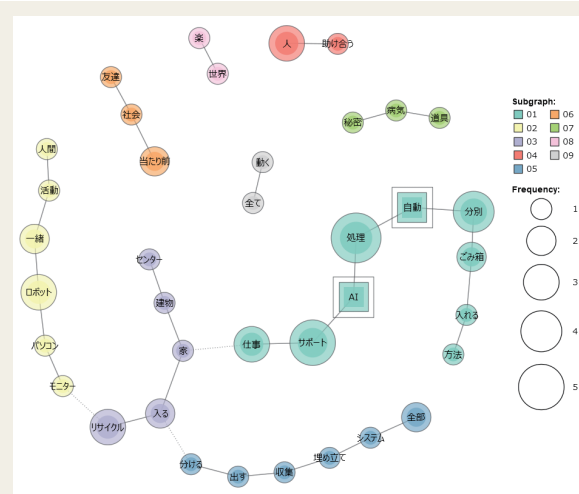 楽
世界
人
助け合う
友達
社会
当たり前
秘密
病気
道具
動く
全て
人間
活動
一緒
ロボット
パソコン
モニター
センター
建物
家
リサイクル
入る
仕事
サポート
AI
処理
自動
分別
ごみ箱
入れる
方法
分ける
出す
収集
埋め立て
システム
全部
Subgraph:
01 06
02 07
03 08
04 09
05
Frequency:
1
2
3
4
5